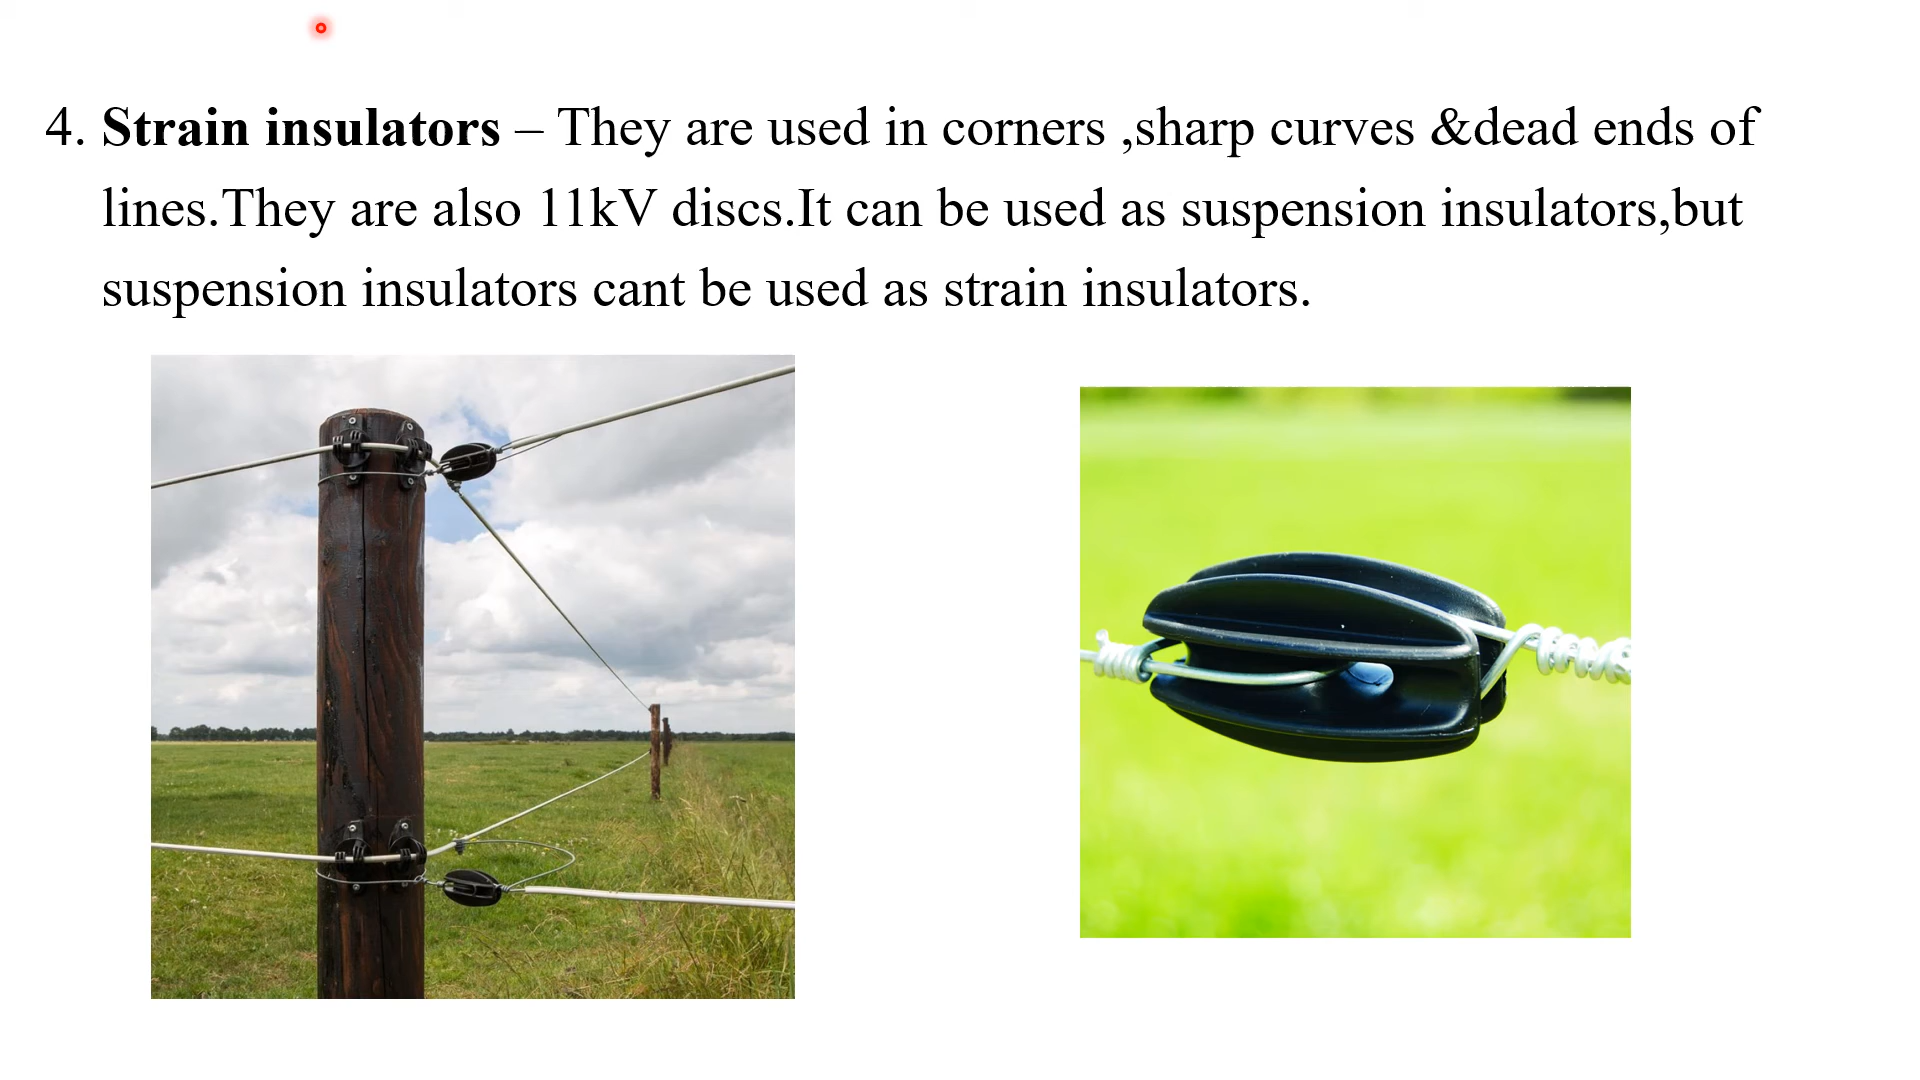 4. Strain insulators – They are used in corners ,sharp curves &dead ends of
lines.They are also 11kV discs.It can be used as suspension insulators,but
suspension insulators cant be used as strain insulators.